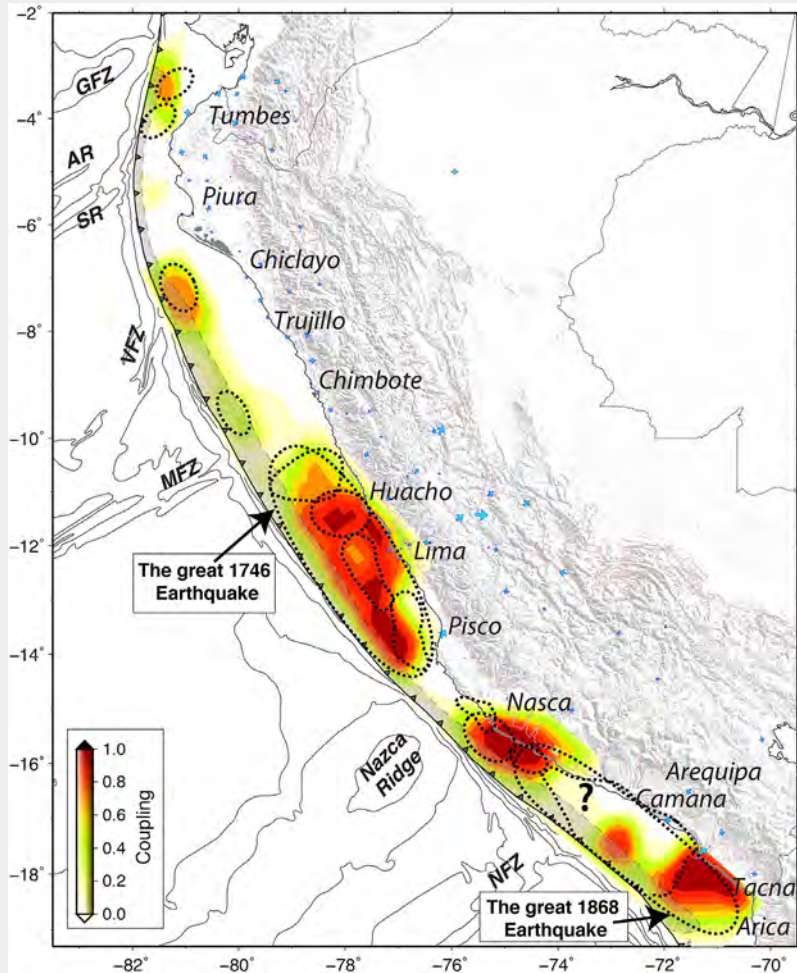 −2˚
−4˚
−6˚
−8˚
−10˚
−12˚
−14˚
−16˚
−18˚
GFZ
AR
SR
VFZ
MFZ
NFZ
Tumbes
Piura
Chiclayo
Trujillo
Chimbote
Huacho
Lima
Pisco
Nasca
Arequipa
Camana
Tacna
Arica
?
The great 1746
Earthquake
Nazca
Ridge
The great 1868
Earthquake
1.0
0.8
0.6
0.4
0.2
0.0
Coupling
−82˚
−80˚
−78˚
−76˚
−74˚
−72˚
−70˚